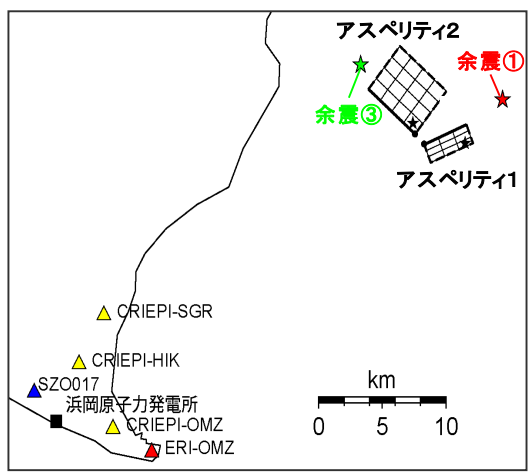 アスペリティ2
余震①
余震③
アスペリティ1
CRIEPI-SGR
CRIEPI-HIK
SZO017
浜岡原子力発電所
CRIEPI-OMZ
ERI-OMZ
km
0 5 10